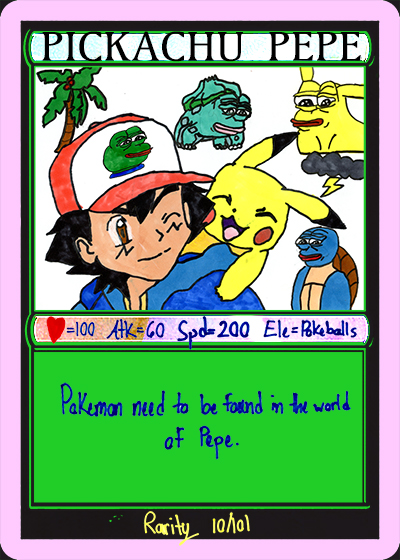 PICKACHU PEPE
=100 Atk=60 Spd=200 Ele=Pokeballs
Pakemon need to be found in the world
of Pepe.
Rarity 10/101